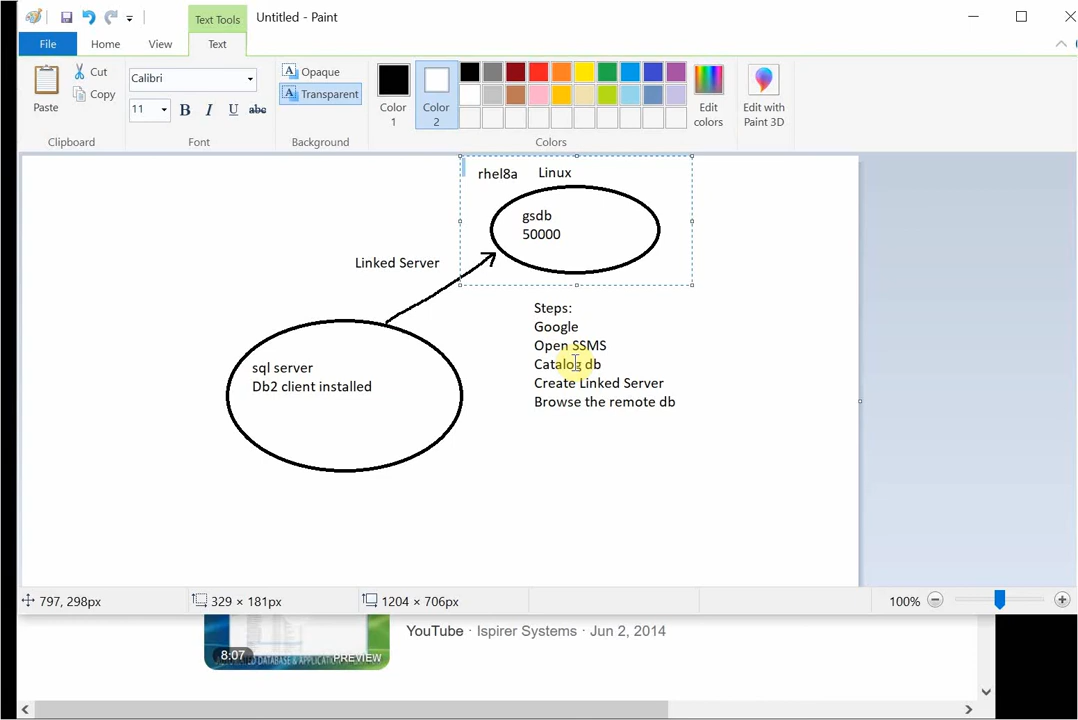 Text Tools
Untitled - Paint
File
Home
View
Text
Paste
Cut
Copy
Clipboard
Calibri
11
B
I
U
abc
Font
A Opaque
A Transparent
Background
Color
1
Color
2
Edit
colors
Colors
Edit with
Paint 3D
rhel8a Linux
gsdb
50000
Linked Server
Steps:
Google
Open SSMS
Catalog db
Create Linked Server
Browse the remote db
sql server
Db2 client installed
797, 298px
329 × 181px
1204 × 706px
100%
8:07
PREVIEW
AUTOMATED DATABASE & APPLICA
YouTube · Ispirer Systems · Jun 2, 2014